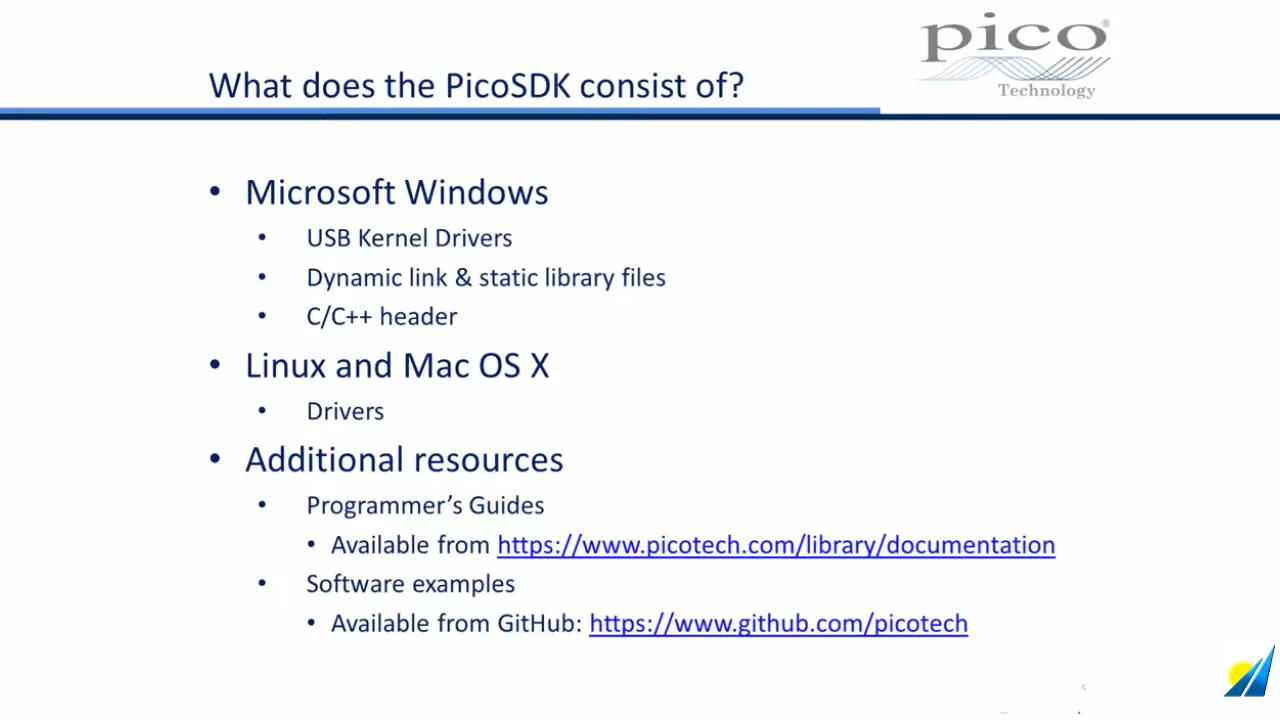 pico®
Technology
What does the PicoSDK consist of?
• Microsoft Windows
• USB Kernel Drivers
• Dynamic link & static library files
• C/C++ header
• Linux and Mac OS X
• Drivers
• Additional resources
• Programmer’s Guides
• Available from https://www.picotech.com/library/documentation
• Software examples
• Available from GitHub: https://www.github.com/picotech